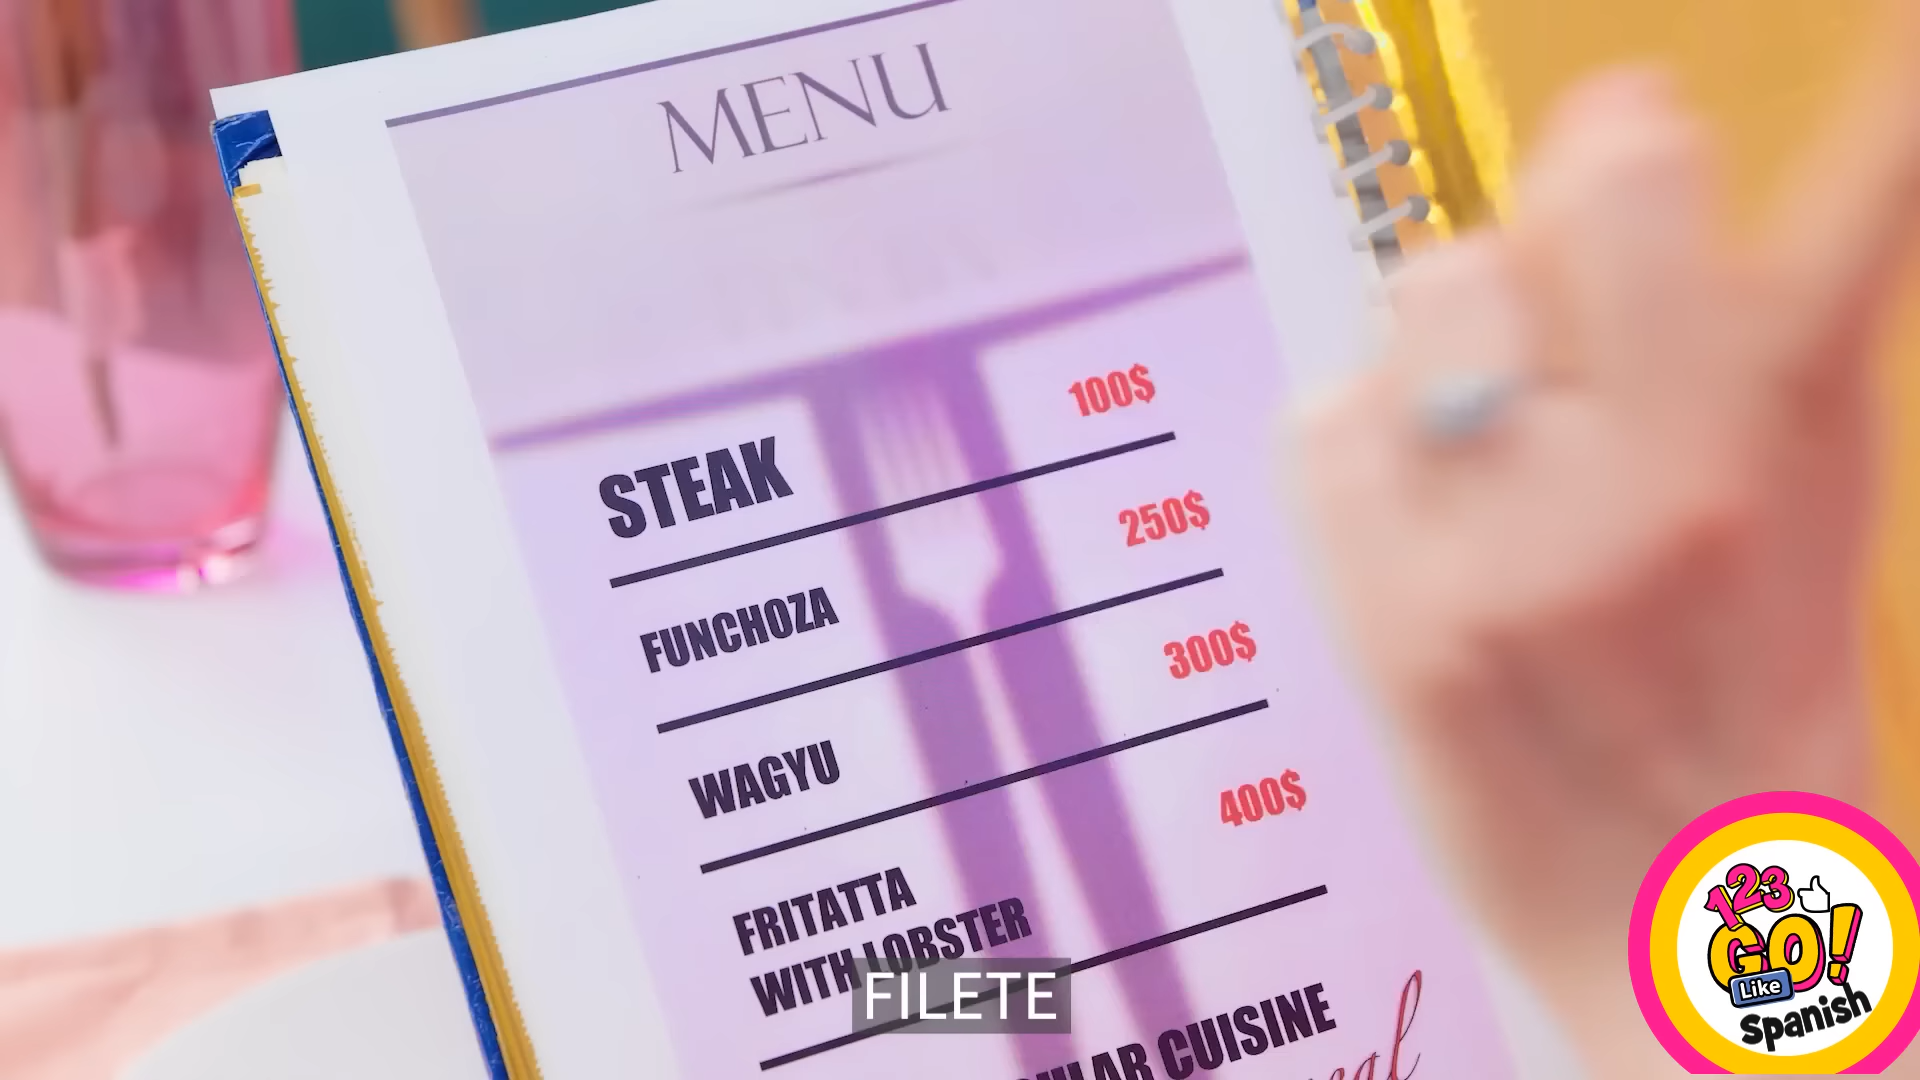 MENU
100$
STEAK
250$
FUNCHOZA
300$
WAGYU
400$
FRITATTA
WITH LOBSTER
FILETE
CUISINE
123
GO!
Like
Spanish